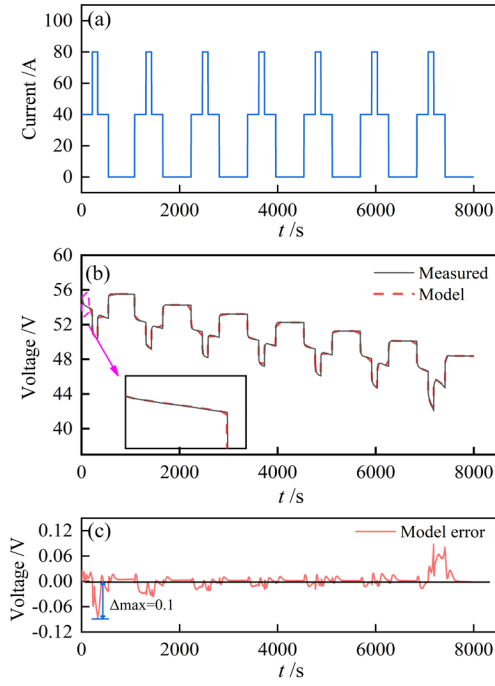 (a)
Current /A
100
80
60
40
20
0
0 2000 4000 6000 8000
t /s
(b)
Measured
Model
Voltage /V
60
56
52
48
44
40
0 2000 4000 6000 8000
t /s
(c)
Model error
Voltage /V
0.12
0.06
0.00
-0.06
-0.12
Δmax=0.1
0 2000 4000 6000 8000
t /s